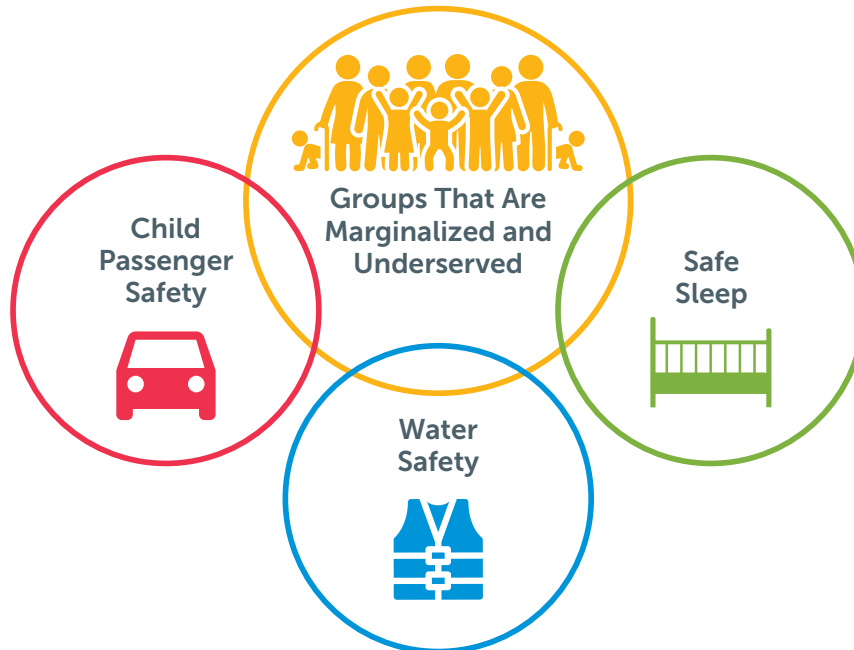 Groups That Are
Marginalized and
Underserved
Child
Passenger
Safety
Safe
Sleep
Water
Safety